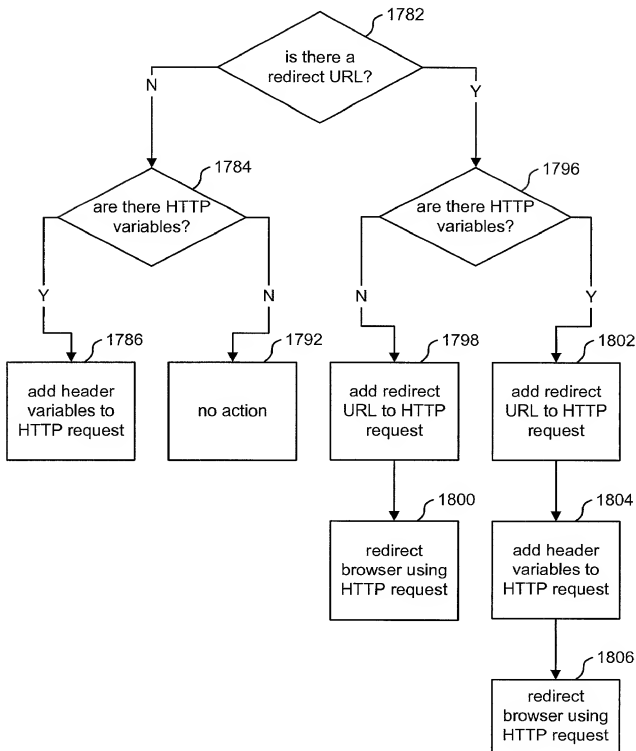 1782
is there a
redirect URL?
N
Y
1784
are there HTTP
variables?
1796
are there HTTP
variables?
Y
N
N
Y
1786
add header
variables to
HTTP request
1792
no action
1798
add redirect
URL to HTTP
request
1802
add redirect
URL to HTTP
request
1800
redirect
browser using
HTTP request
1804
add header
variables to
HTTP request
1806
redirect
browser using
HTTP request